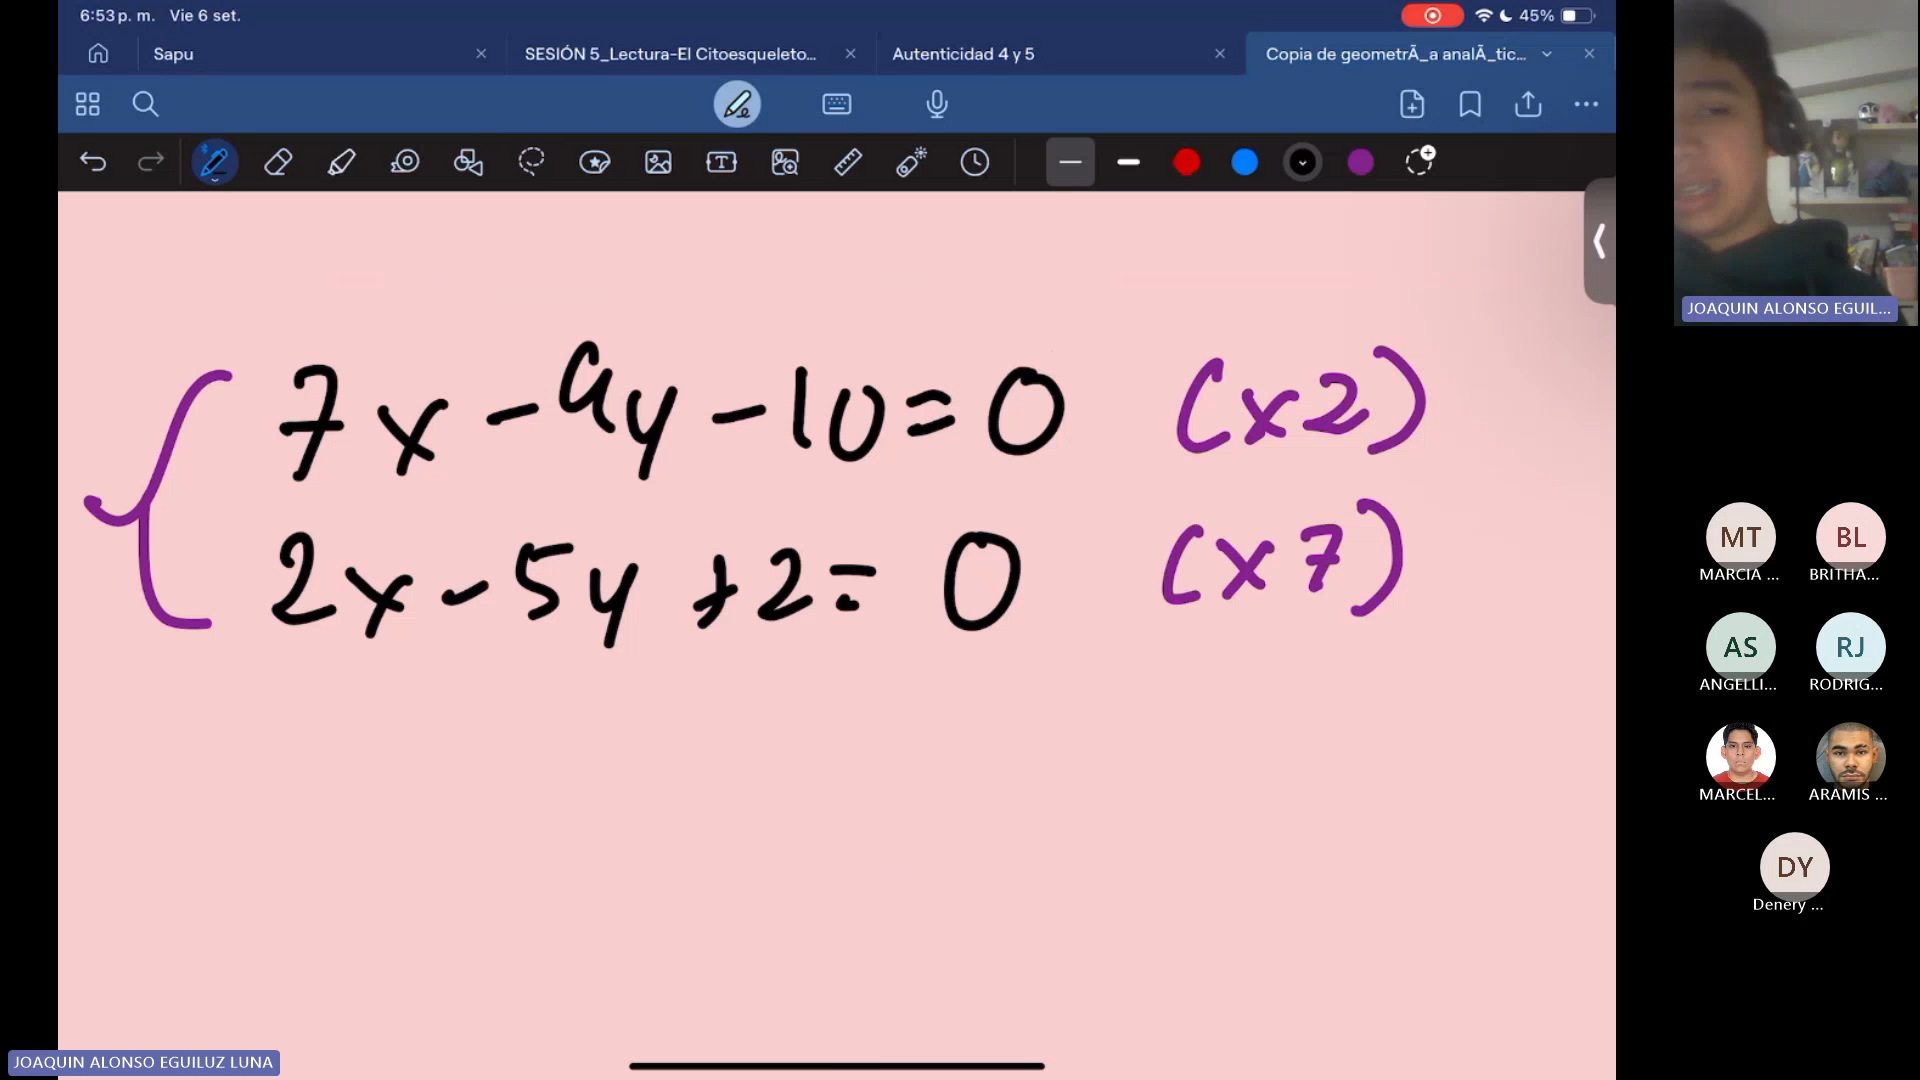 6:53 p. m. Vie 6 set.
45%
Sapu
SESIÓN 5_Lectura-El Citoesqueleto...
Autenticidad 4 y 5
Copia de geometrÃ_a analÃ_tic...
7x - 9y - 10 = 0 (x2)
2x - 5y + 2 = 0 (x7)
JOAQUIN ALONSO EGUIL...
MT
MARCIA ...
BL
BRITHA...
AS
ANGELLI...
RJ
RODRIG...
MARCEL...
ARAMIS ...
DY
Denery ...
JOAQUIN ALONSO EGUILUZ LUNA